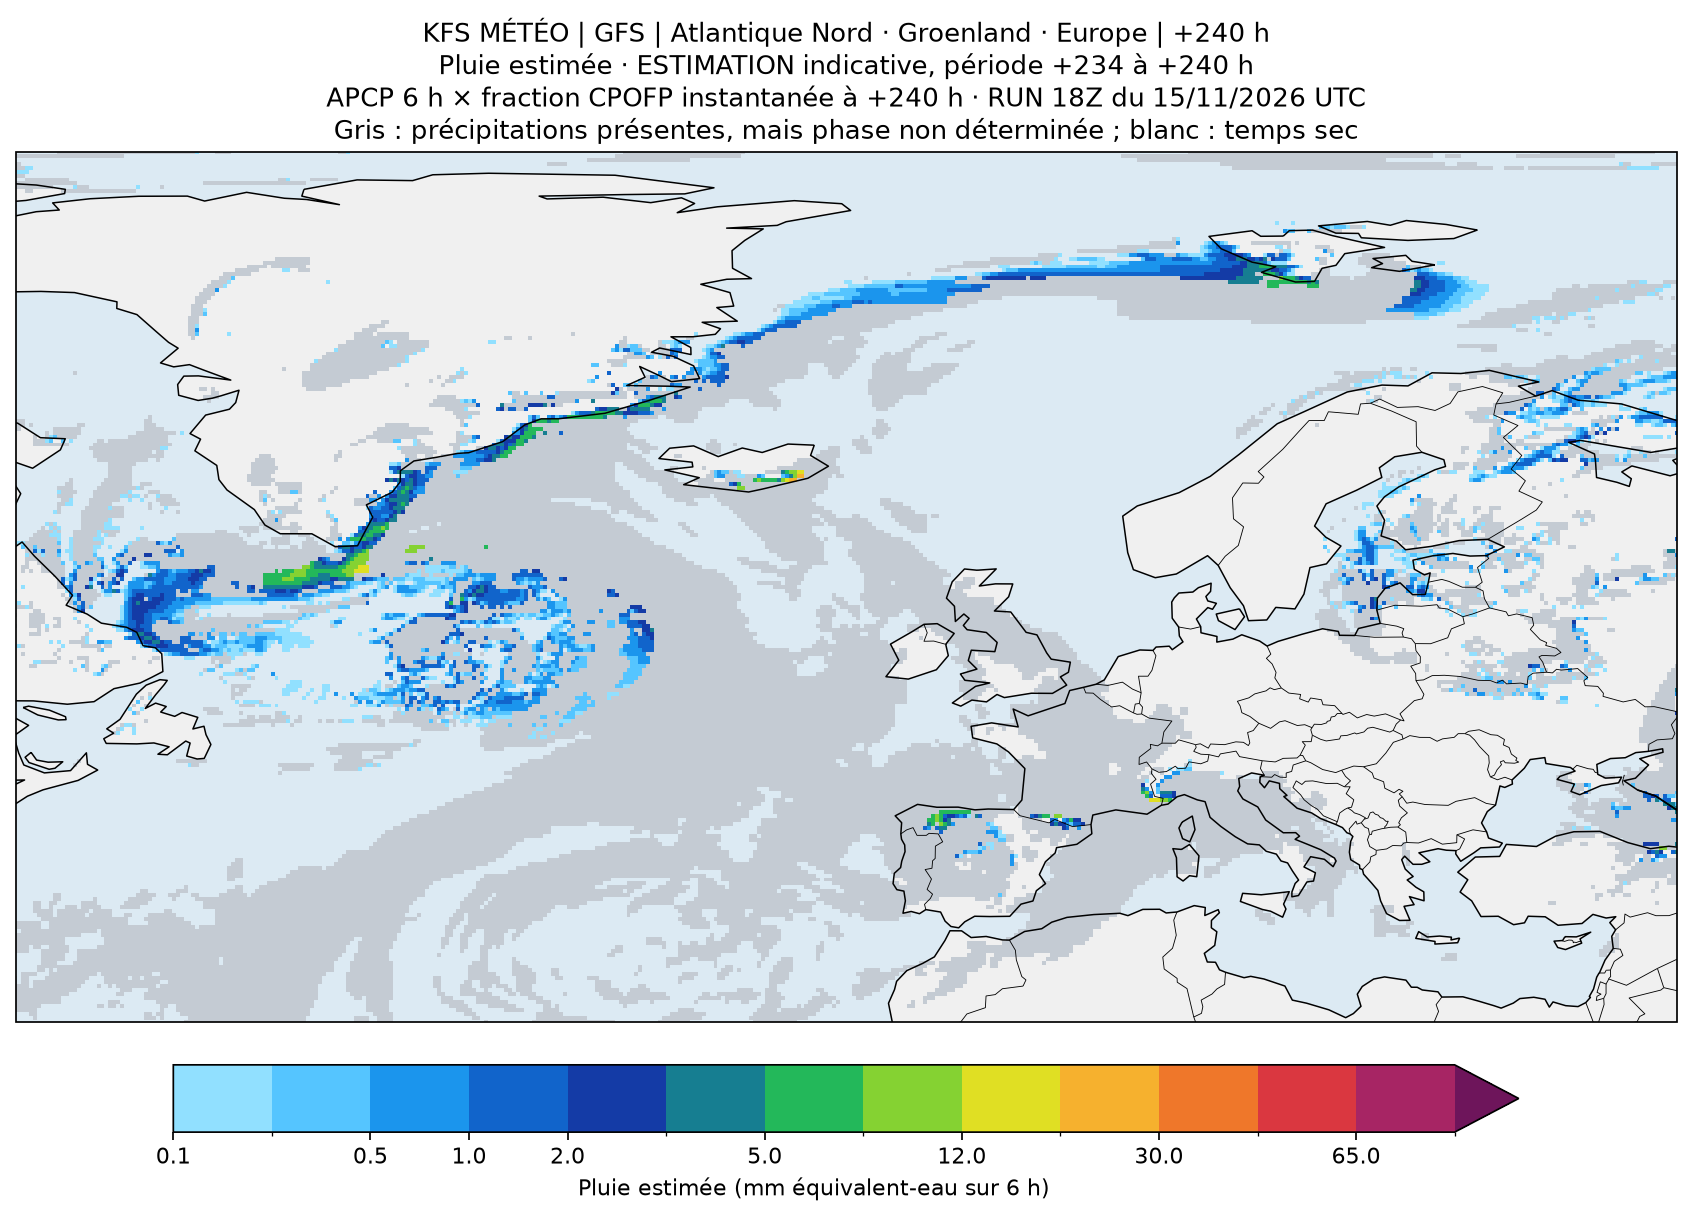 KFS MÉTÉO | GFS | Atlantique Nord · Groenland · Europe | +240 h
Pluie estimée · ESTIMATION indicative, période +234 à +240 h
APCP 6 h × fraction CPOFP instantanée à +240 h · RUN 18Z du 15/11/2026 UTC
Gris : précipitations présentes, mais phase non déterminée ; blanc : temps sec
0.1 0.5 1.0 2.0 5.0 12.0 30.0 65.0
Pluie estimée (mm équivalent-eau sur 6 h)